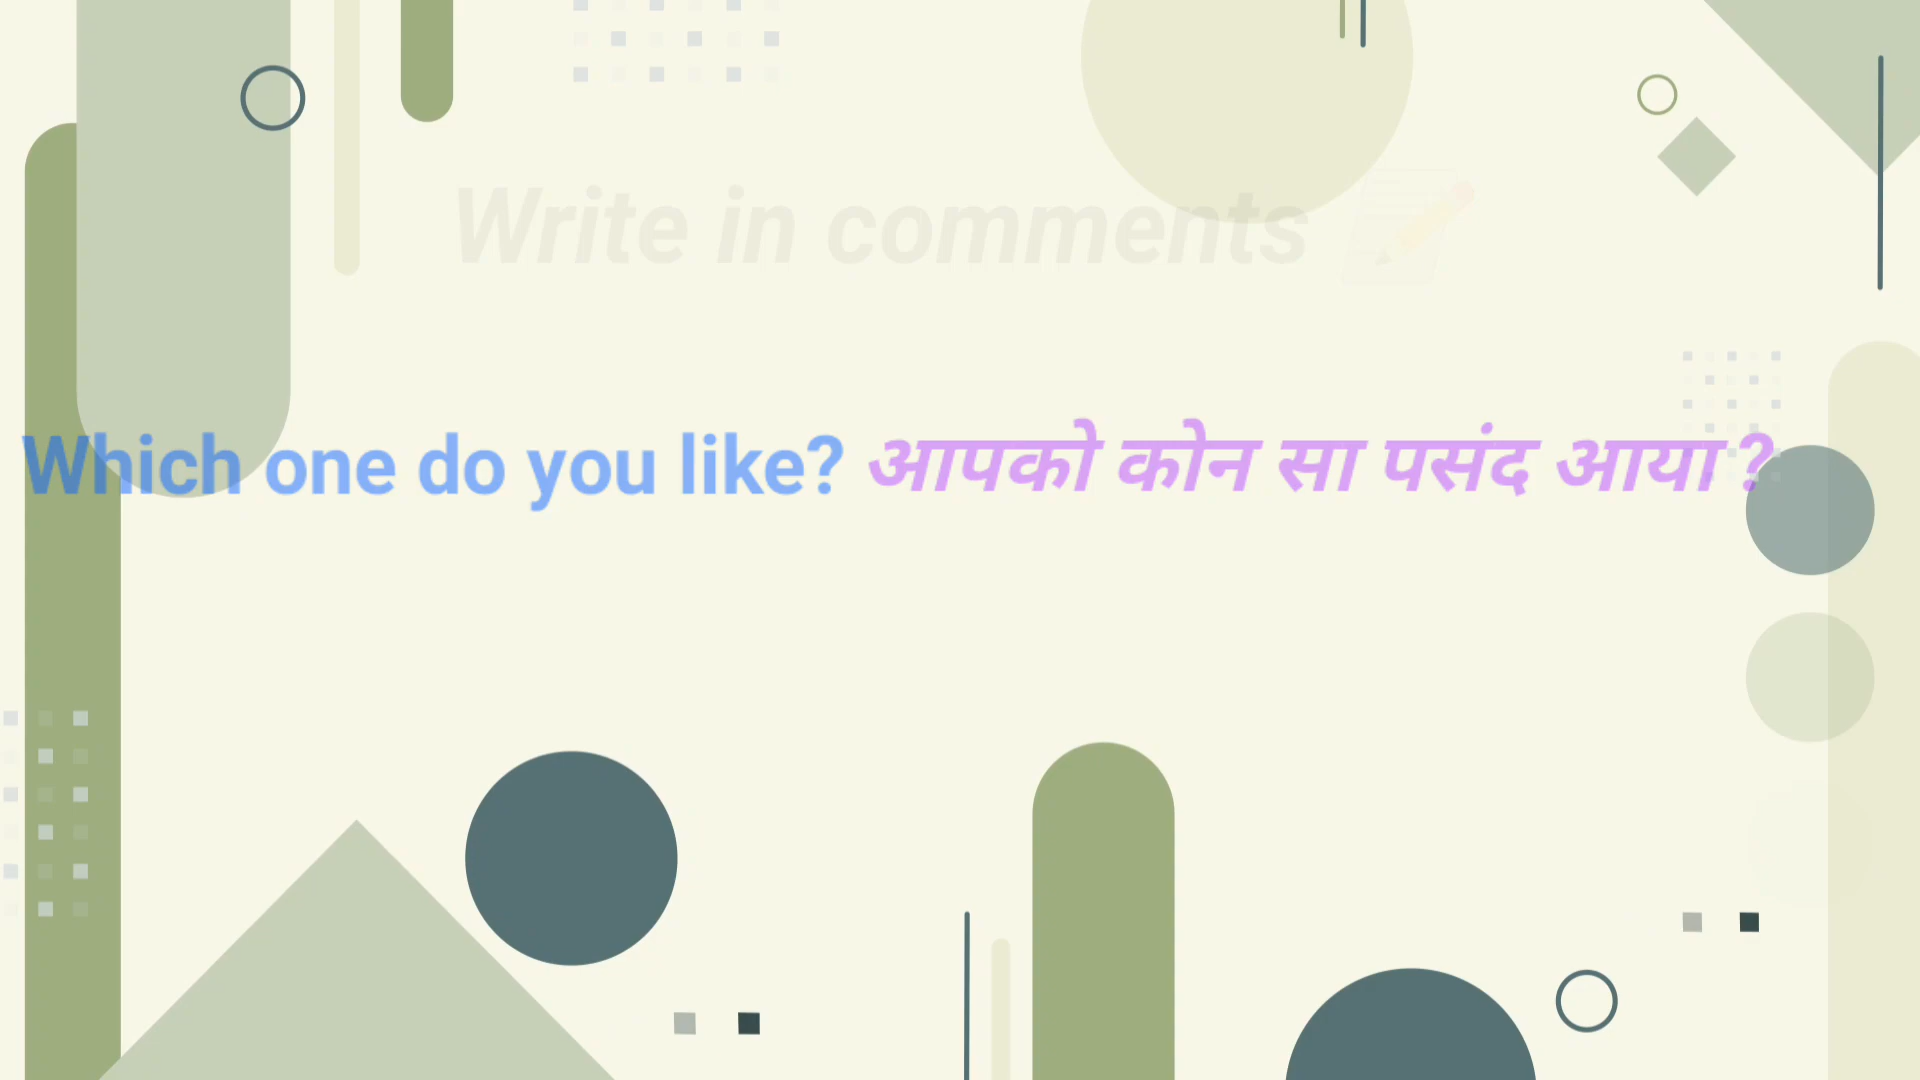 Write in comments 📝
Which one do you like? आपको कोन सा पसंद आया ?